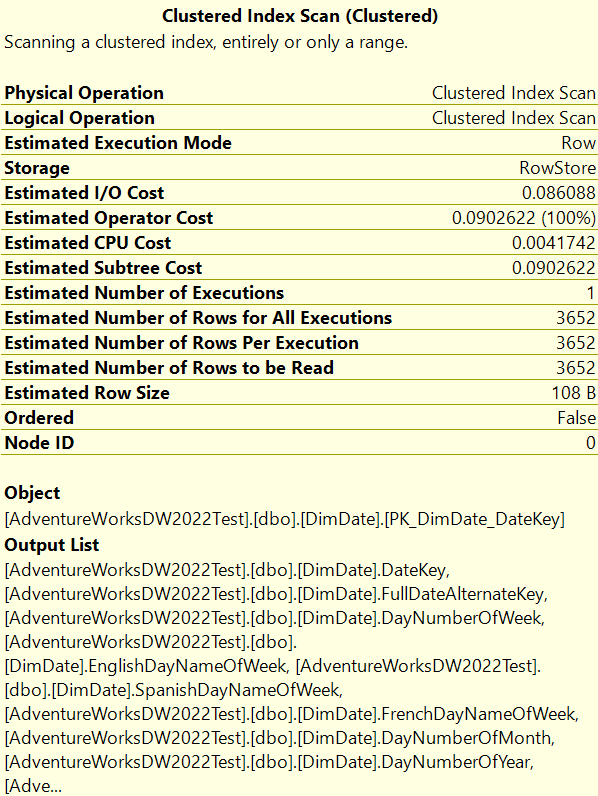 Clustered Index Scan (Clustered)
Scanning a clustered index, entirely or only a range.
Physical Operation Clustered Index Scan
Logical Operation Clustered Index Scan
Estimated Execution Mode Row
Storage RowStore
Estimated I/O Cost 0.086088
Estimated Operator Cost 0.0902622 (100%)
Estimated CPU Cost 0.0041742
Estimated Subtree Cost 0.0902622
Estimated Number of Executions 1
Estimated Number of Rows for All Executions 3652
Estimated Number of Rows Per Execution 3652
Estimated Number of Rows to be Read 3652
Estimated Row Size 108 B
Ordered False
Node ID 0
Object
[AdventureWorksDW2022Test].[dbo].[DimDate].[PK_DimDate_DateKey]
Output List
[AdventureWorksDW2022Test].[dbo].[DimDate].DateKey,
[AdventureWorksDW2022Test].[dbo].[DimDate].FullDateAlternateKey,
[AdventureWorksDW2022Test].[dbo].[DimDate].DayNumberOfWeek,
[AdventureWorksDW2022Test].[dbo].
[DimDate].EnglishDayNameOfWeek, [AdventureWorksDW2022Test].
[dbo].[DimDate].SpanishDayNameOfWeek,
[AdventureWorksDW2022Test].[dbo].[DimDate].FrenchDayNameOfWeek,
[AdventureWorksDW2022Test].[dbo].[DimDate].DayNumberOfMonth,
[AdventureWorksDW2022Test].[dbo].[DimDate].DayNumberOfYear,
[Adve...